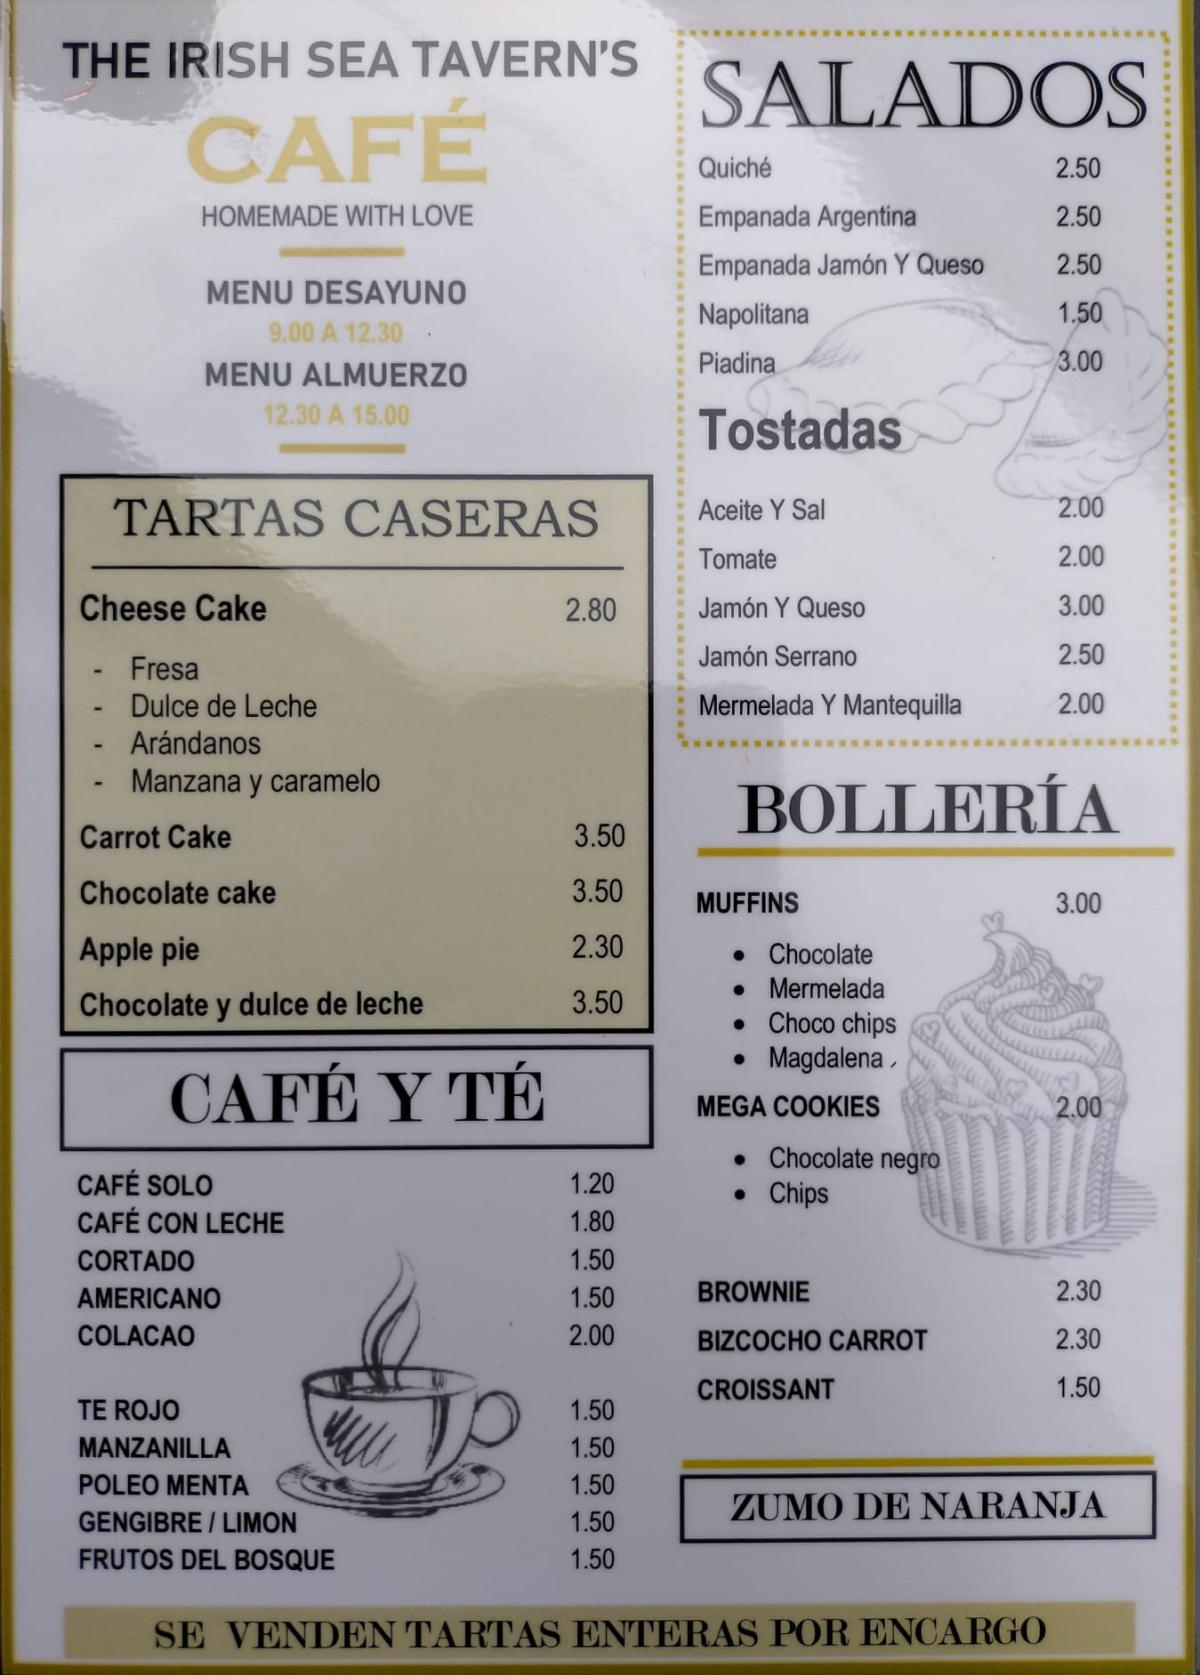 THE IRISH SEA TAVERN'S
CAFÉ
HOMEMADE WITH LOVE
MENU DESAYUNO
9.00 A 12.30
MENU ALMUERZO
12.30 A 15.00
TARTAS CASERAS
Cheese Cake 2.80
- Fresa
- Dulce de Leche
- Arándanos
- Manzana y caramelo
Carrot Cake 3.50
Chocolate cake 3.50
Apple pie 2.30
Chocolate y dulce de leche 3.50
CAFÉ Y TÉ
CAFÉ SOLO 1.20
CAFÉ CON LECHE 1.80
CORTADO 1.50
AMERICANO 1.50
COLACAO 2.00
TE ROJO 1.50
MANZANILLA 1.50
POLEO MENTA 1.50
GENGIBRE / LIMON 1.50
FRUTOS DEL BOSQUE 1.50
SALADOS
Quiché 2.50
Empanada Argentina 2.50
Empanada Jamón Y Queso 2.50
Napolitana 1.50
Piadina 3.00
Tostadas
Aceite Y Sal 2.00
Tomate 2.00
Jamón Y Queso 3.00
Jamón Serrano 2.50
Mermelada Y Mantequilla 2.00
BOLLERÍA
MUFFINS 3.00
• Chocolate
• Mermelada
• Choco chips
• Magdalena
MEGA COOKIES 2.00
• Chocolate negro
• Chips
BROWNIE 2.30
BIZCOCHO CARROT 2.30
CROISSANT 1.50
ZUMO DE NARANJA
SE VENDEN TARTAS ENTERAS POR ENCARGO